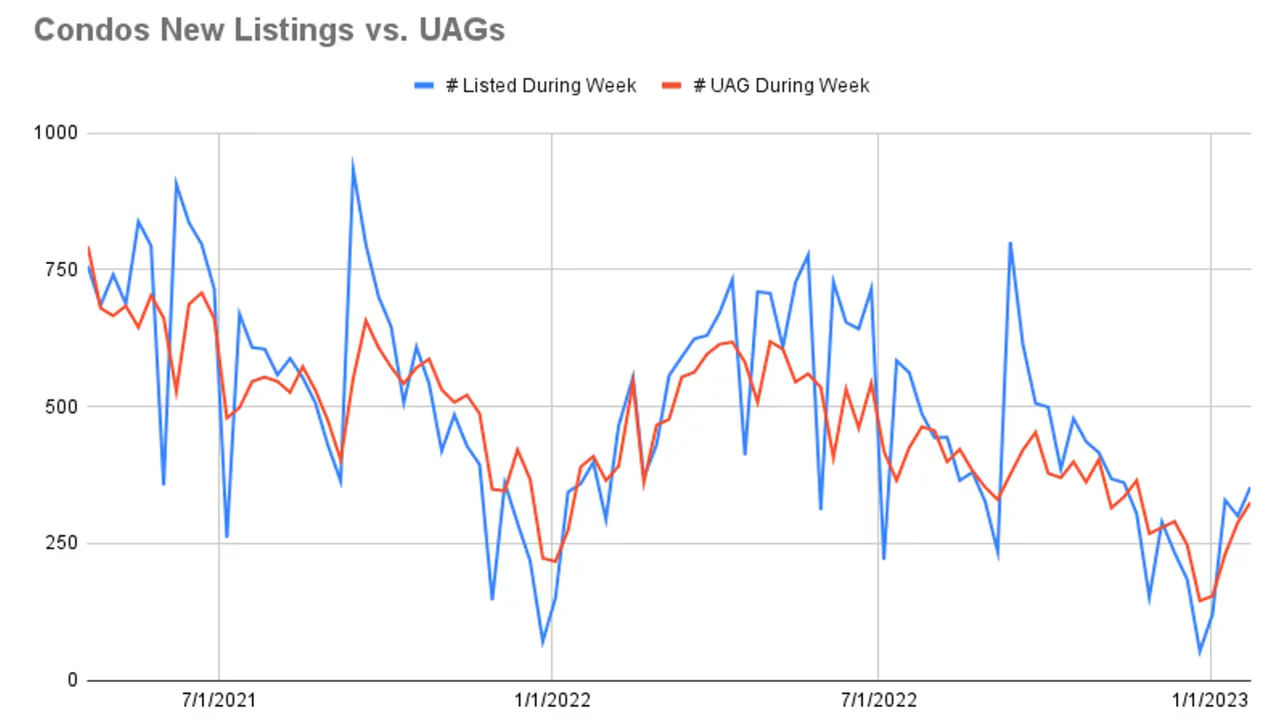 Condos New Listings vs. UAGs
# Listed During Week # UAG During Week
1000
750
500
250
0
7/1/2021 1/1/2022 7/1/2022 1/1/2023